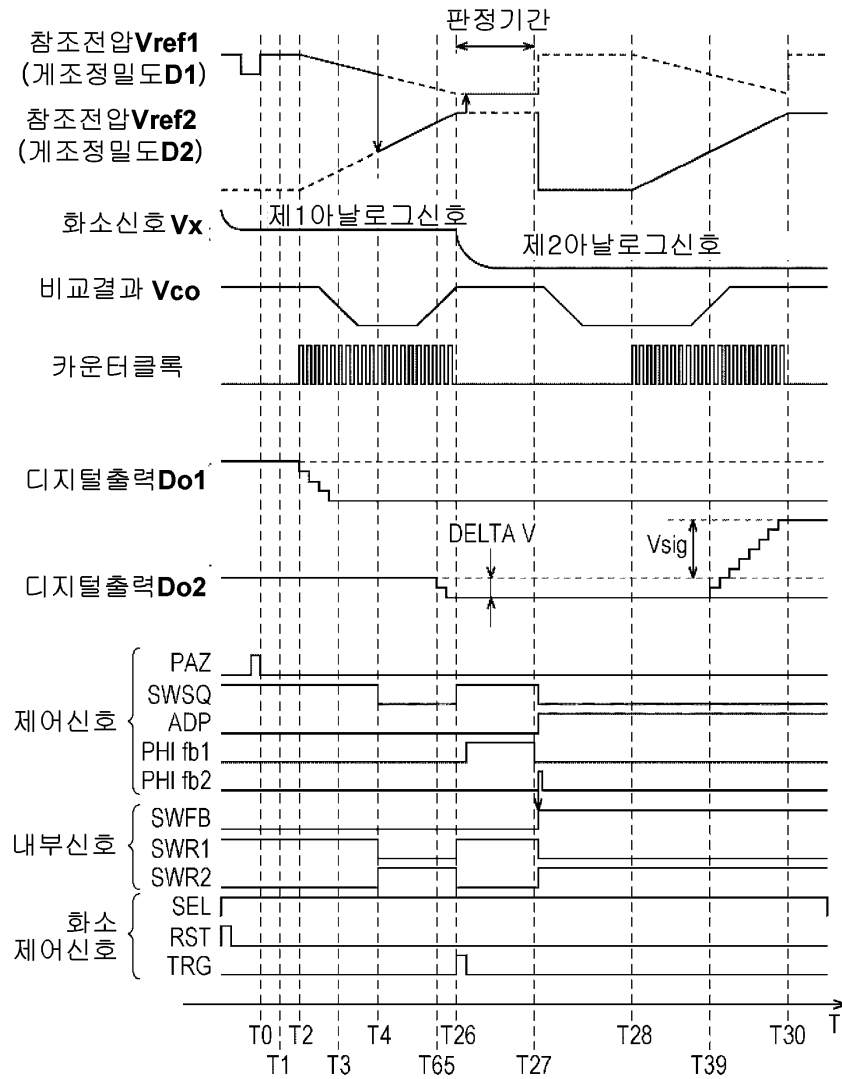 판정기간
참조전압Vref1
(게조정밀도D1)
참조전압Vref2
(게조정밀도D2)
화소신호 Vx
제1아날로그신호
제2아날로그신호
비교결과 Vco
카운터클록
디지털출력Do1
DELTA V
Vsig
디지털출력Do2
제어신호
PAZ
SWSQ
ADP
PHI fb1
PHI fb2
내부신호
SWFB
SWR1
SWR2
화소
제어신호
SEL
RST
TRG
T
T0 T2 T4 T26 T28 T30
T1 T3 T65 T27 T39